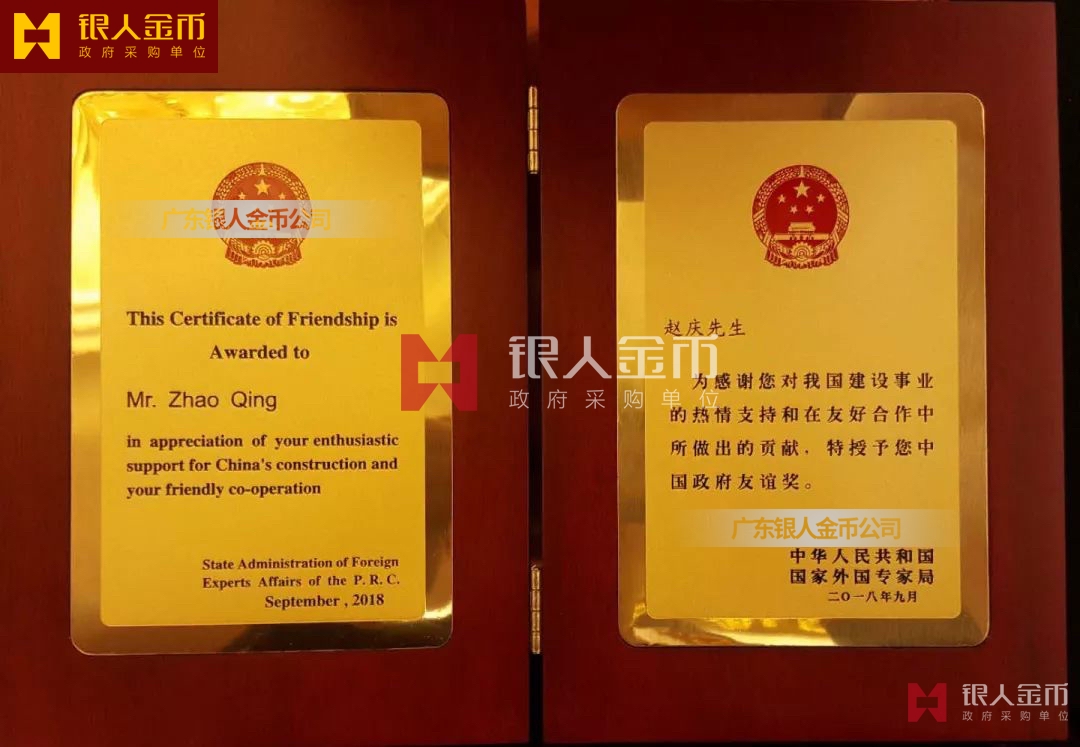 银人金币
政府采购单位
广东银人金币公司
This Certificate of Friendship is
Awarded to
Mr. Zhao Qing
in appreciation of your enthusiastic
support for China's construction and
your friendly co-operation
State Administration of Foreign
Experts Affairs of the P. R. C.
September , 2018
银人金币
政府采购单位
赵庆先生
为感谢您对我国建设事业
的热情支持和在友好合作中
所做出的贡献，特授予您中
国政府友谊奖。
广东银人金币公司
中华人民共和国
国家外国专家局
二〇一八年九月
银人金币
政府采购单位